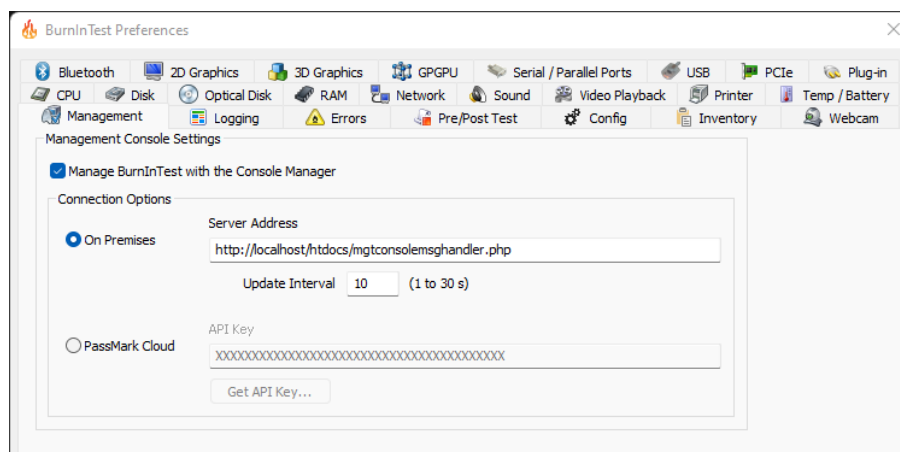 BurnInTest Preferences
Bluetooth 2D Graphics 3D Graphics GPGPU Serial / Parallel Ports USB PCIe Plug-in
CPU Disk Optical Disk RAM Network Sound Video Playback Printer Temp / Battery
Management Logging Errors Pre/Post Test Config Inventory Webcam
Management Console Settings
Manage BurnInTest with the Console Manager
Connection Options
Server Address
On Premises
http://localhost/htdocs/mgtconsolemsghandler.php
Update Interval 10 (1 to 30 s)
API Key
PassMark Cloud
XXXXXXXXXXXXXXXXXXXXXXXXXXXXXXXXXXXXXXXX
Get API Key...